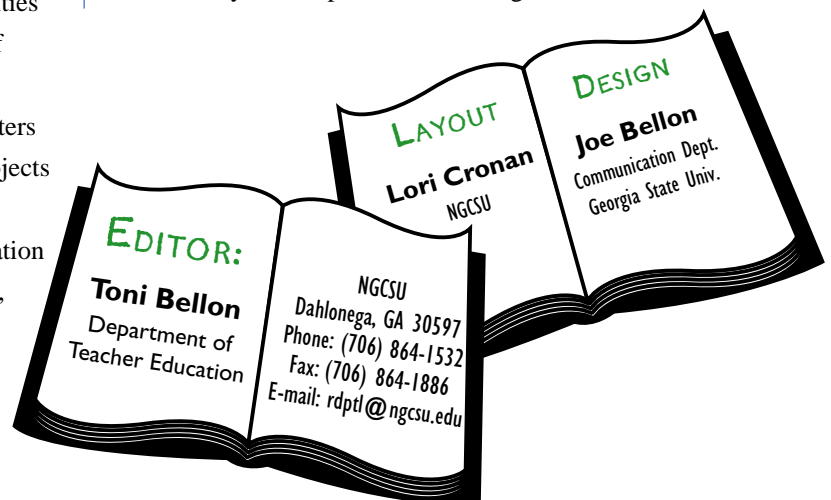 Layout
Lori Cronan
NGCSU
Design
Joe Bellon
Communication Dept.
Georgia State Univ.
Editor:
Toni Bellon
Department of
Teacher Education
NGCSU
Dahlonega, GA 30597
Phone: (706) 864-1532
Fax: (706) 864-1886
E-mail: rdptl@ngcsu.edu